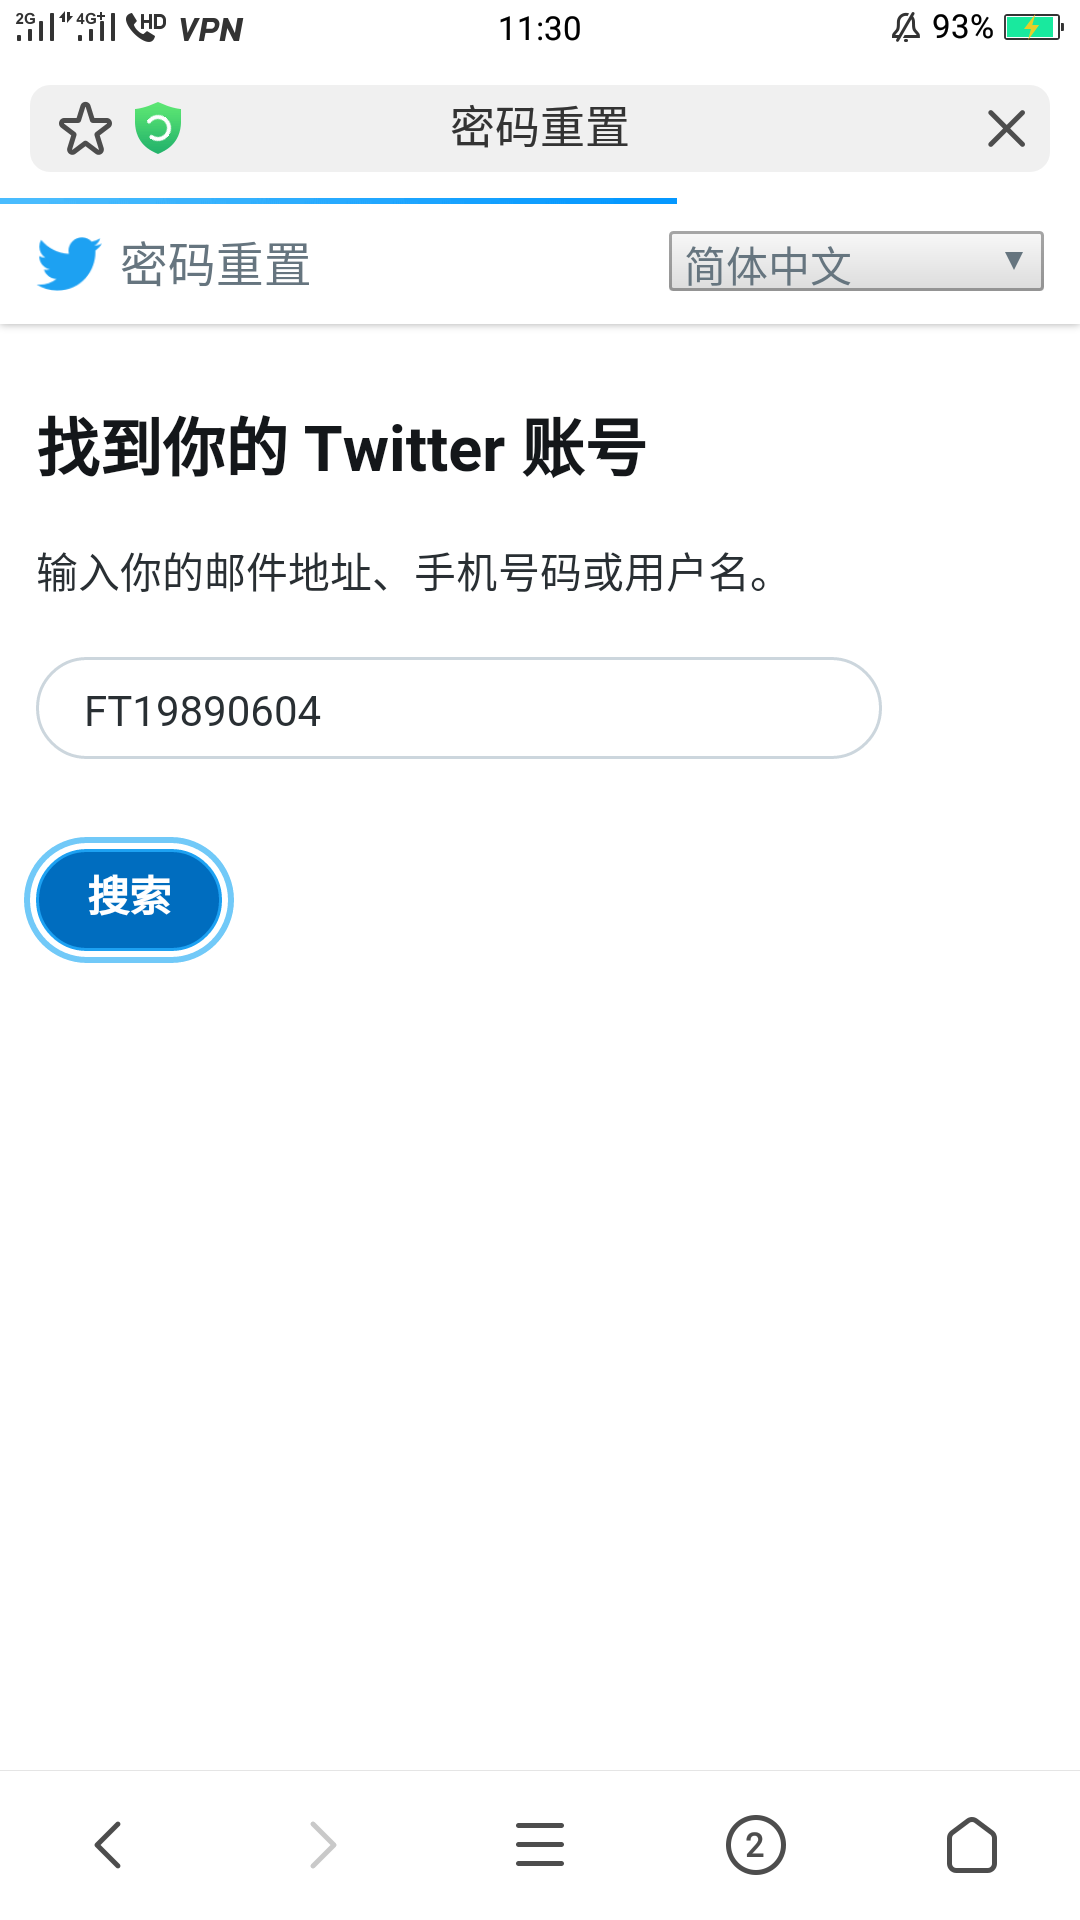 2G 4G+ HD VPN 11:30 93%
密码重置
密码重置 简体中文
找到你的 Twitter 账号
输入你的邮件地址、手机号码或用户名。
FT19890604
搜索
2